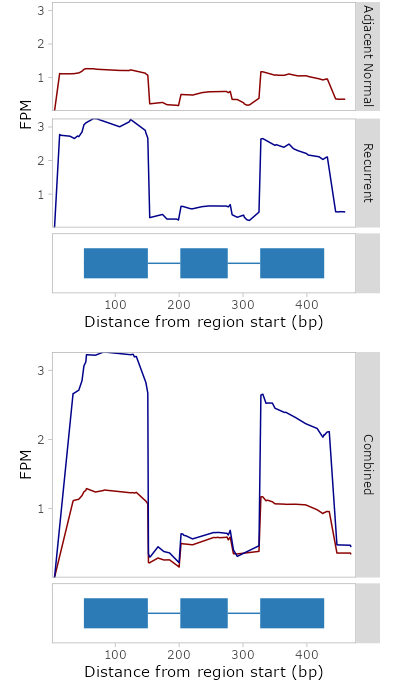 3
2
1
Adjacent Normal
FPM
3
2
1
Recurrent
100 200 300 400
Distance from region start (bp)
3
2
1
FPM
Combined
100 200 300 400
Distance from region start (bp)